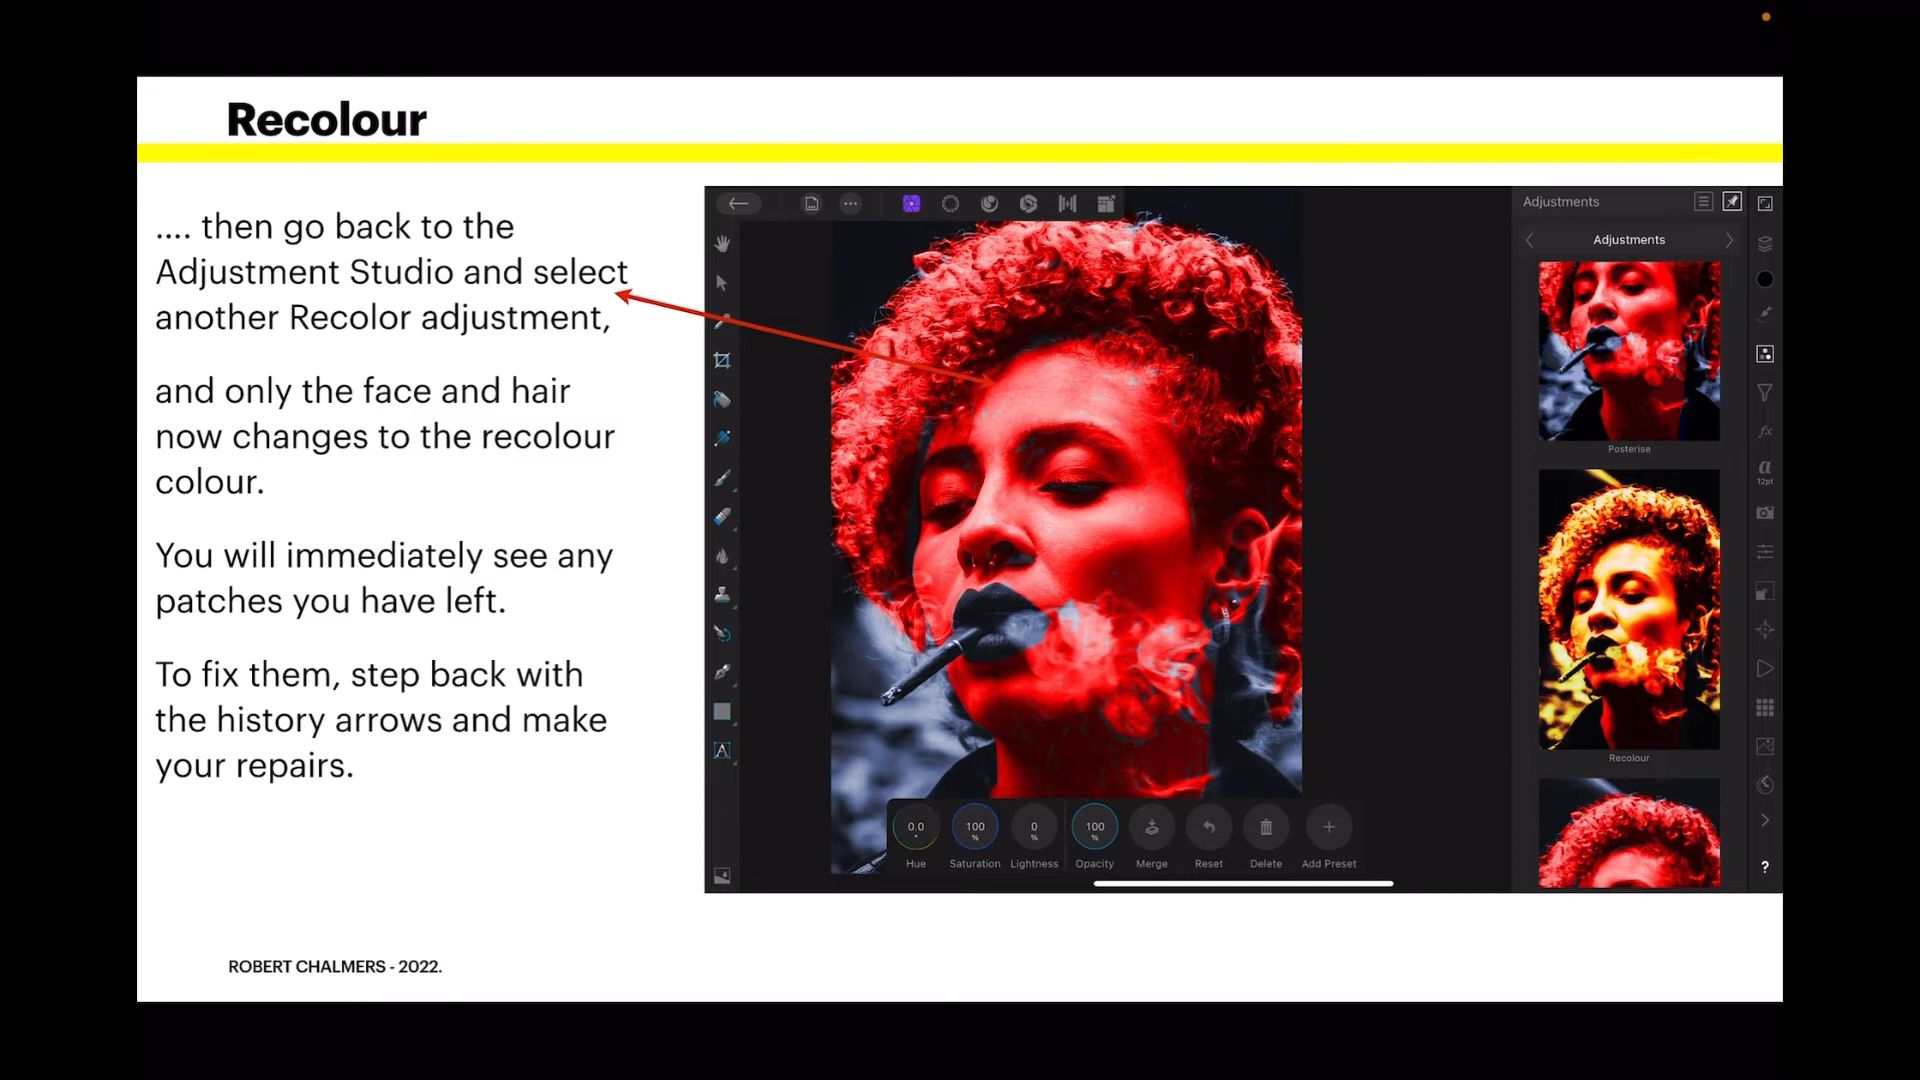 Recolour
.... then go back to the
Adjustment Studio and select
another Recolor adjustment,
and only the face and hair
now changes to the recolour
colour.
You will immediately see any
patches you have left.
To fix them, step back with
the history arrows and make
your repairs.
Adjustments
Adjustments
Posterise
Recolour
fx
a
12pt
?
A
0.0
°
100
%
0
%
100
%
Hue Saturation Lightness Opacity Merge Reset Delete Add Preset
ROBERT CHALMERS - 2022.